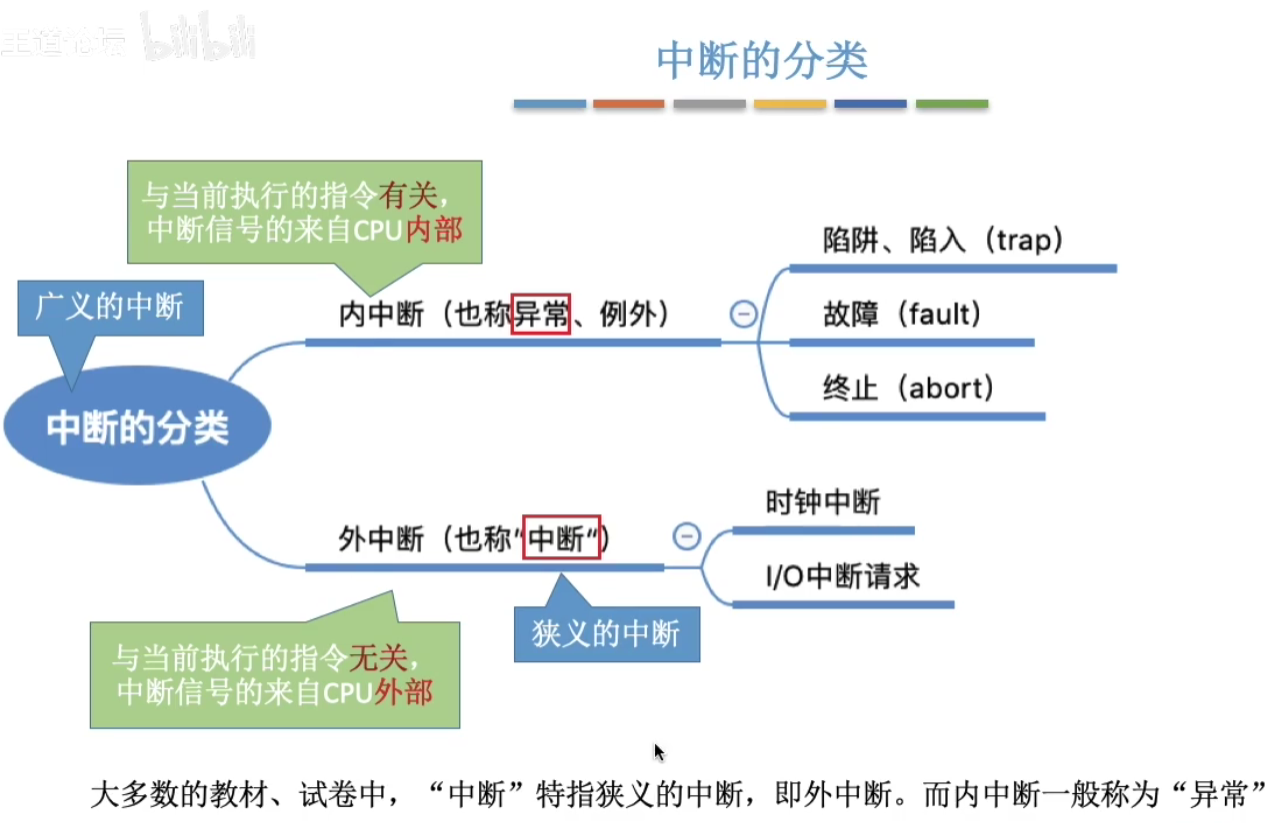 王道论坛 bilibili
中断的分类
与当前执行的指令有关，
中断信号的来自CPU内部
广义的中断
中断的分类
内中断（也称异常、例外）
陷阱、陷入（trap）
故障（fault）
终止（abort）
外中断（也称“中断“）
时钟中断
I/O中断请求
狭义的中断
与当前执行的指令无关，
中断信号的来自CPU外部
大多数的教材、试卷中，“中断”特指狭义的中断，即外中断。而内中断一般称为“异常”